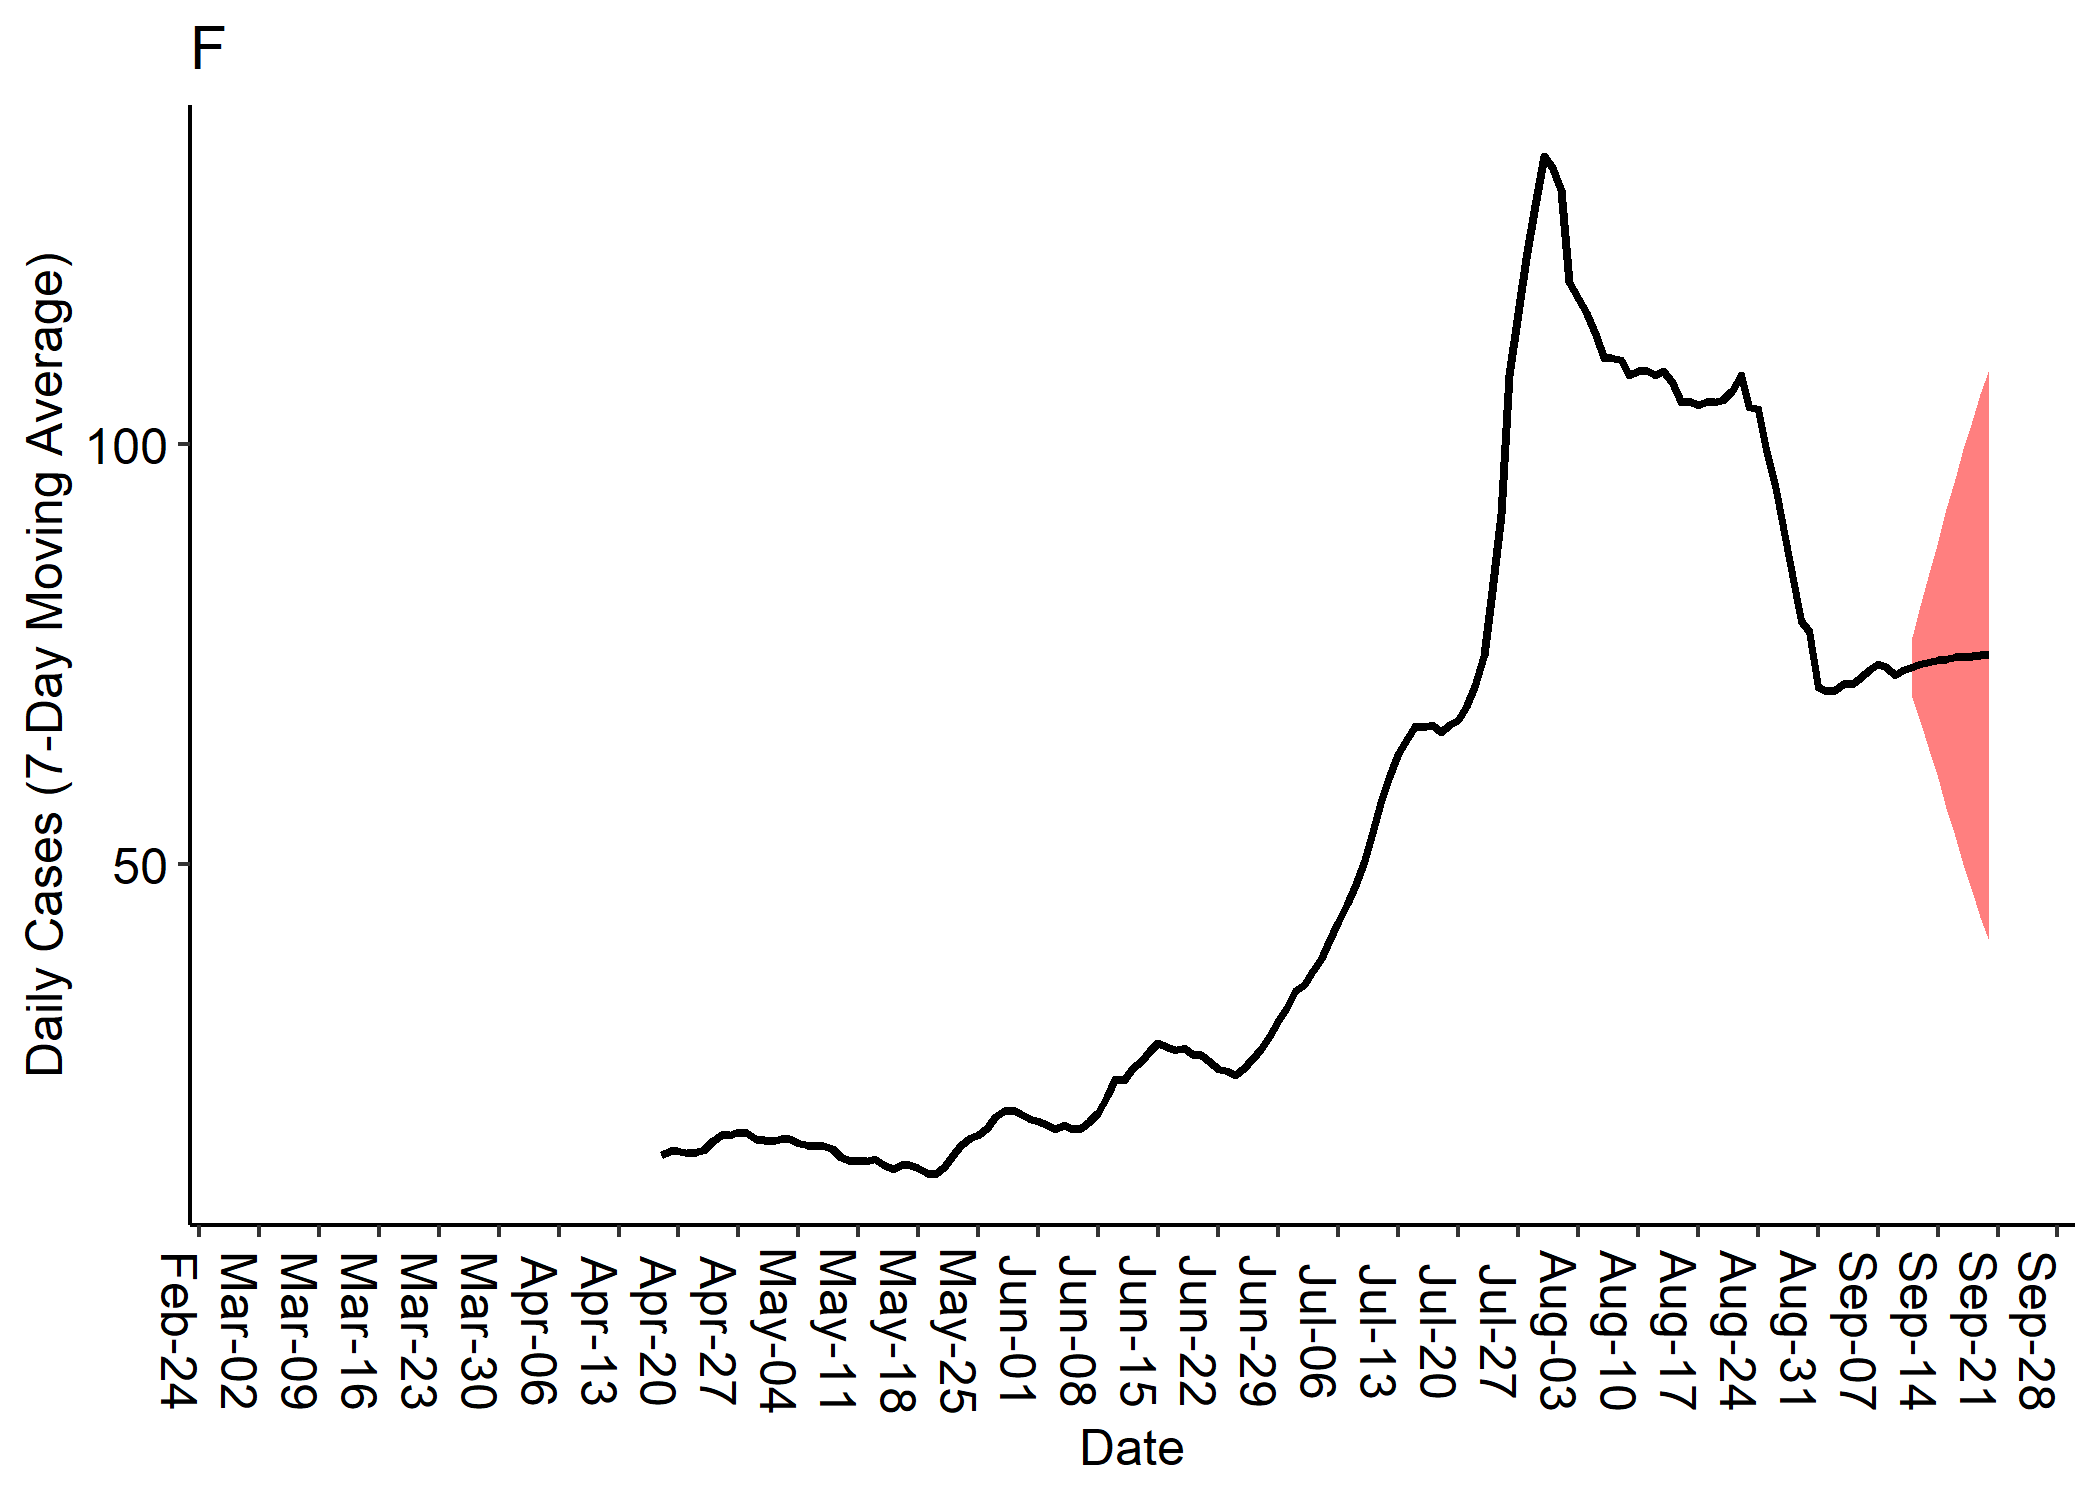 F
Daily Cases (7-Day Moving Average)
100
50
Feb-24
Mar-02
Mar-09
Mar-16
Mar-23
Mar-30
Apr-06
Apr-13
Apr-20
Apr-27
May-04
May-11
May-18
May-25
Jun-01
Jun-08
Jun-15
Jun-22
Jun-29
Jul-06
Jul-13
Jul-20
Jul-27
Aug-03
Aug-10
Aug-17
Aug-24
Aug-31
Sep-07
Sep-14
Sep-21
Sep-28
Date